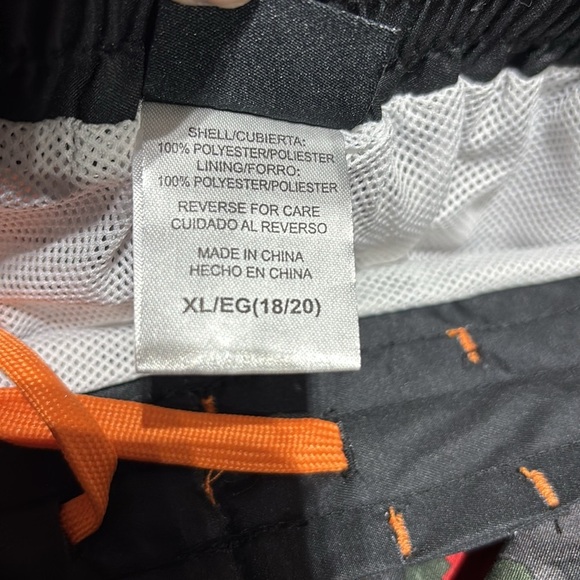 SHELL/CUBIERTA:
100% POLYESTER/POLIESTER
LINING/FORRO:
100% POLYESTER/POLIESTER
REVERSE FOR CARE
CUIDADO AL REVERSO
MADE IN CHINA
HECHO EN CHINA
XL/EG(18/20)